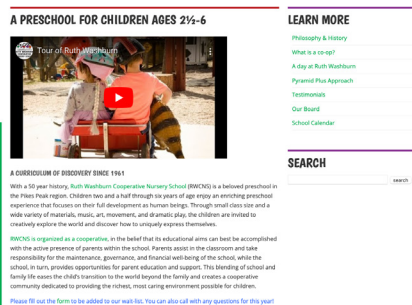 A PRESCHOOL FOR CHILDREN AGES 2½-6
Tour of Ruth Washburn
A CURRICULUM OF DISCOVERY SINCE 1961
With a 50 year history, Ruth Washburn Cooperative Nursery School (RWCNS) is a beloved preschool in
the Pikes Peak region. Children two and a half through six years of age enjoy an enriching preschool
experience that focuses on their full development as human beings. Through small class size and a
wide variety of materials, music, art, movement, and dramatic play, the children are invited to
creatively explore the world and discover how to uniquely express themselves.
RWCNS is organized as a cooperative, in the belief that its educational aims can best be accomplished
with the active presence of parents within the school. Parents assist in the classroom and take
responsibility for the maintenance, governance, and financial well-being of the school, while the
school, in turn, provides opportunities for parent education and support. This blending of school and
family life eases the child's transition to the world beyond the family and creates a cooperative
community dedicated to providing the richest, most caring environment possible for children.
Please fill out the form to be added to our wait-list. You can also call with any questions for this year!
LEARN MORE
Philosophy & History
What is a co-op?
A day at Ruth Washburn
Pyramid Plus Approach
Testimonials
Our Board
School Calendar
SEARCH
search